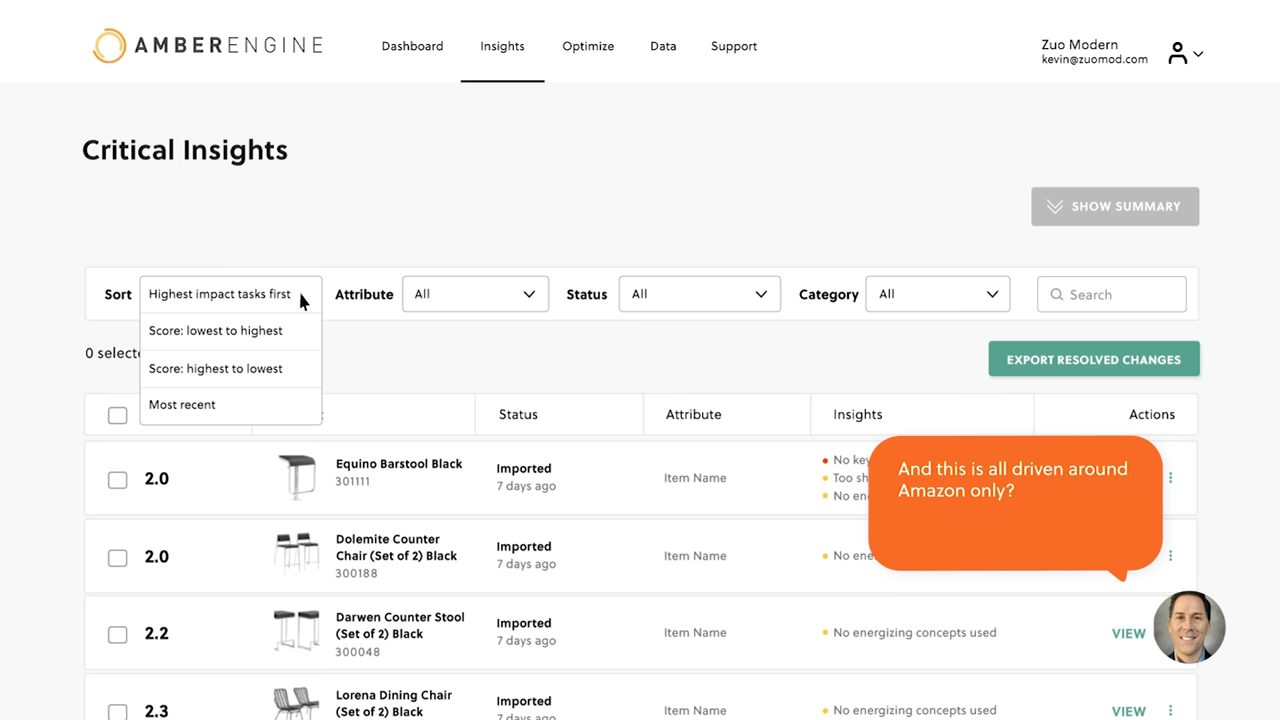 AMBERENGINE
Dashboard
Insights
Optimize
Data
Support
Zuo Modern
kevin@zuomod.com
Critical Insights
SHOW SUMMARY
Sort
Highest impact tasks first
Score: lowest to highest
Score: highest to lowest
Most recent
Attribute
All
Status
All
Category
All
Search
0 select
EXPORT RESOLVED CHANGES
Status
Attribute
Insights
Actions
2.0
Equino Barstool Black
301111
Imported
7 days ago
Item Name
No
Too
No
And this is all driven around
Amazon only?
2.0
Dolemite Counter
Chair (Set of 2) Black
300188
Imported
7 days ago
Item Name
No
2.2
Darwen Counter Stool
(Set of 2) Black
300048
Imported
7 days ago
Item Name
No energizing concepts used
VIEW
2.3
Lorena Dining Chair
(Set of 2) Black
Imported
7 days ago
Item Name
No energizing concepts used
VIEW